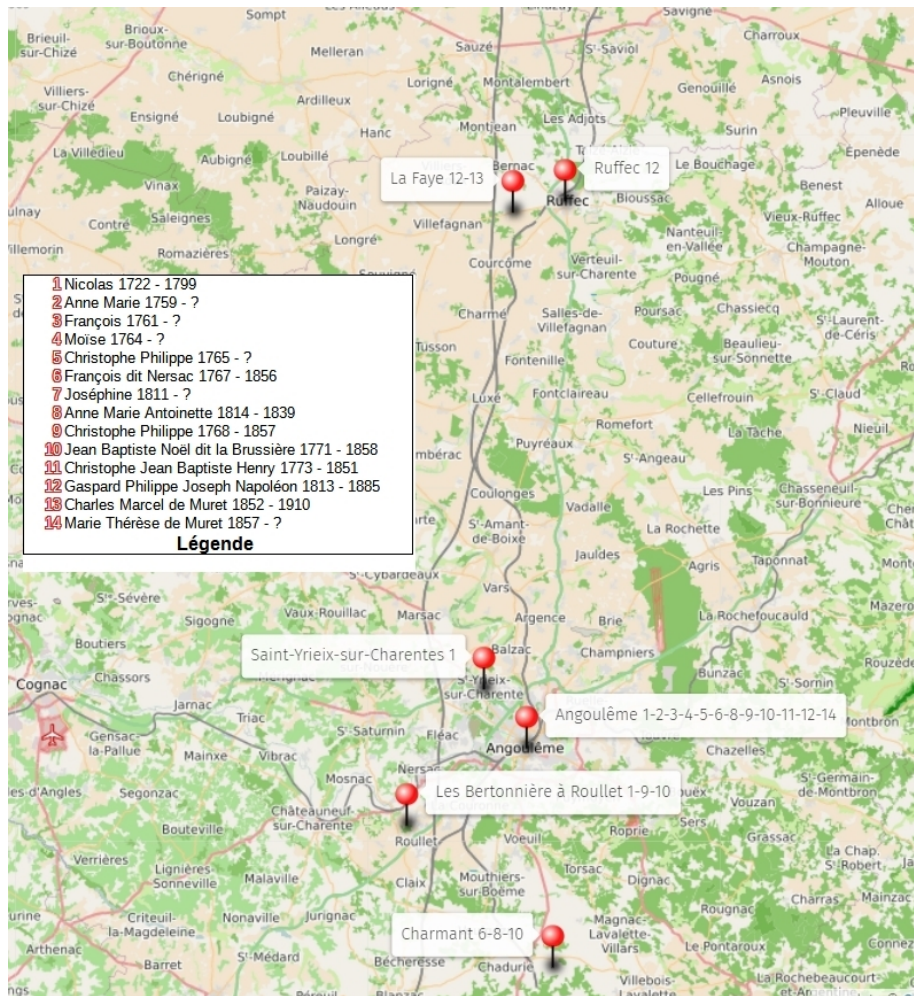 Sompt
Savigné
Brieuil-
sur-Chizé
Brioux-
sur-Boutonne
Melleran
Sauzé
Sᵗ-Saviol
Charroux
Chérigné
Lorigné
Montalembert
Genouillé
Asnois
Villiers-
sur-Chizé
Ardilleux
Ensigné
Loubigné
Hanc
Montjean
Les Adjots
Surin
Pleuville
La Villedieu
Aubigné
Loubillé
Bernac
Le Bouchage
Épenède
La Faye 12-13
Ruffec 12
Vinax
Paizay-
Naudouin
Ruffec
Bioussac
Benest
Alloue
Contré
Saleignes
Villefagnan
Vieux-Ruffec
Romazières
Longré
Nanteuil-
en-Vallée
Champagne-
Mouton
Courcôme
Verteuil-
sur-Charente
Pougné
1 Nicolas 1722 - 1799
2 Anne Marie 1759 - ?
3 François 1761 - ?
4 Moïse 1764 - ?
5 Christophe Philippe 1765 - ?
6 François dit Nersac 1767 - 1856
7 Joséphine 1811 - ?
8 Anne Marie Antoinette 1814 - 1839
9 Christophe Philippe 1768 - 1857
10 Jean Baptiste Noël dit la Brussière 1771 - 1858
11 Christophe Jean Baptiste Henry 1773 - 1851
12 Gaspard Philippe Joseph Napoléon 1813 - 1885
13 Charles Marcel de Muret 1852 - 1910
14 Marie Thérèse de Muret 1857 - ?
Légende
Charmé
Salles-de-
Villefagnan
Poursac
Chassiecq
Sᵗ-Laurent-
de-Céris
Tusson
Couture
Beaulieu-
sur-Sonnette
Fontenille
Luxé
Fontclaireau
Cellefrouin
Sᵗ-Claud
Romefort
La Tâche
Nieuil
Puyréaux
Sᵗ-Angeau
Coulonges
Vadalle
Les Pins
Chasseneuil-
sur-Bonnieure
Sᵗ-Amant-
de-Boixe
La Rochette
Jauldes
Agris
Taponnat
Sᵗ-Cybardeaux
Vars
Sᵗᵉ-Sévère
Sigogne
Vaux-Rouillac
Marsac
Argence
Brie
La Rochefoucauld
Boutiers
Balzac
Champniers
Saint-Yrieix-sur-Charentes 1
Chassors
Sᵗ-Yrieix-
sur-Charente
Bunzac
Sᵗ-Sornin
Cognac
Jarnac
Triac
Angoulême 1-2-3-4-5-6-8-9-10-11-12-14
Montbron
Gensac-
la-Pallue
Sᵗ-Saturnin
Fléac
Angoulême
Chazelles
Mainxe
Vibrac
Mosnac
Nersac
Les Bertonnière à Roullet 1-9-10
Sᵗ-Germain-
de-Montbron
Segonzac
Châteauneuf-
sur-Charente
Vouzan
Bouteville
Roullet
Voeuil
Roprie
Sers
Grassac
Verrières
Lignières
Sonneville
Malaville
Claix
Mouthiers-
sur-Boëme
Torsac
Dignac
La Chap.
Sᵗ-Robert
Charras
Mainzac
Criteuil-
la-Magdeleine
Nonaville
Jurignac
Rougnac
Charmant 6-8-10
Magnac-
Lavalette-
Villars
Arthenac
Barret
Sᵗ-Médard
Bécheresse
Chadurie
Le Pontaroux
Villebois-
Lavalette
La Rochebeaucourt-
et-Argentine